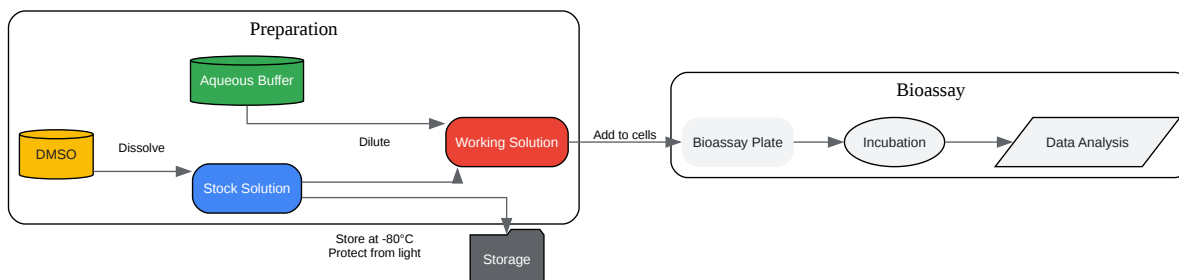 Preparation
Aqueous Buffer
DMSO
Dissolve
Stock Solution
Dilute
Working Solution
Store at -80°C
Protect from light
Storage
Add to cells
Bioassay
Bioassay Plate
Incubation
Data Analysis